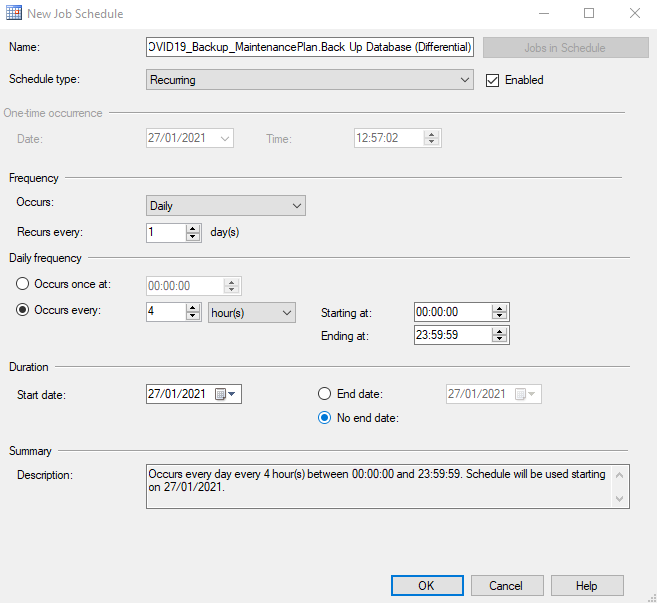 New Job Schedule
Name:
OVID19_Backup_MaintenancePlan.Back Up Database (Differential)
Jobs in Schedule
Schedule type:
Recurring
Enabled
One-time occurrence
Date:
27/01/2021
Time:
12:57:02
Frequency
Occurs:
Daily
Recurs every:
1
day(s)
Daily frequency
Occurs once at:
00:00:00
Occurs every:
4
hour(s)
Starting at:
00:00:00
Ending at:
23:59:59
Duration
Start date:
27/01/2021
End date:
27/01/2021
No end date:
Summary
Description:
Occurs every day every 4 hour(s) between 00:00:00 and 23:59:59. Schedule will be used starting
on 27/01/2021.
OK
Cancel
Help